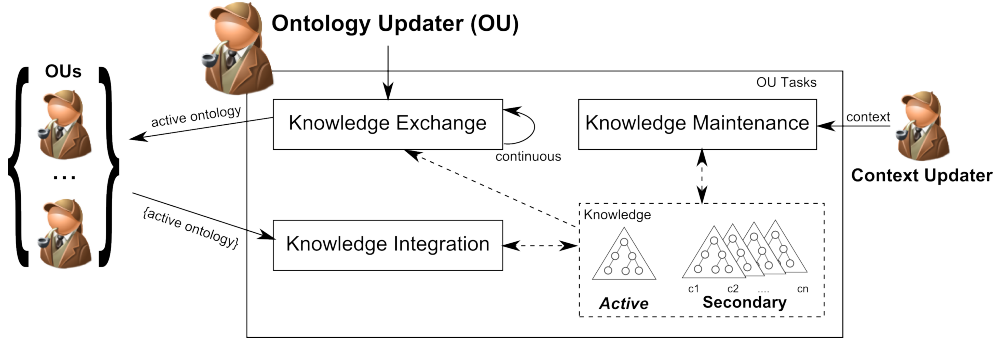 Ontology Updater (OU)
OUs
OU Tasks
active ontology
Knowledge Exchange
continuous
Knowledge Maintenance
context
Context Updater
...
{active ontology}
Knowledge Integration
Knowledge
c1 c2 .... cn
Active Secondary